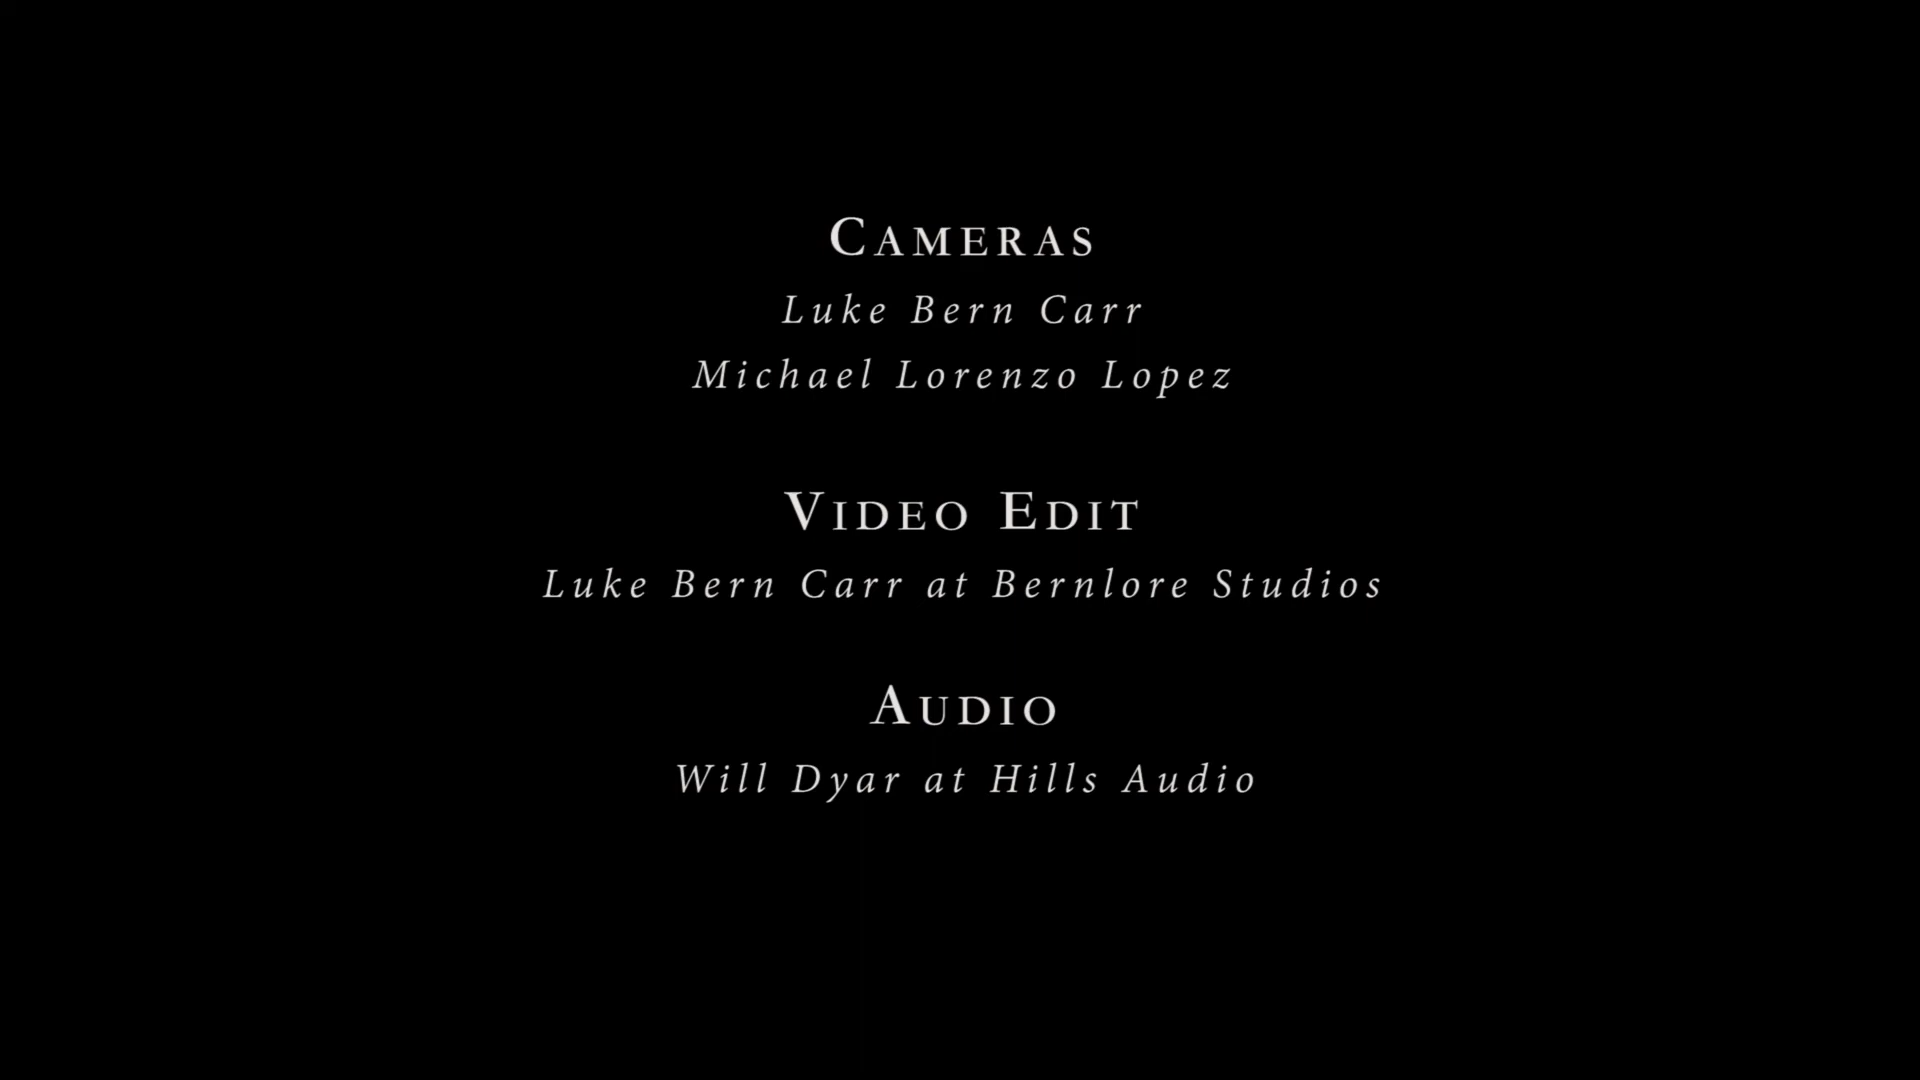 Cameras
Luke Bern Carr
Michael Lorenzo Lopez
Video Edit
Luke Bern Carr at Bernlore Studios
Audio
Will Dyar at Hills Audio